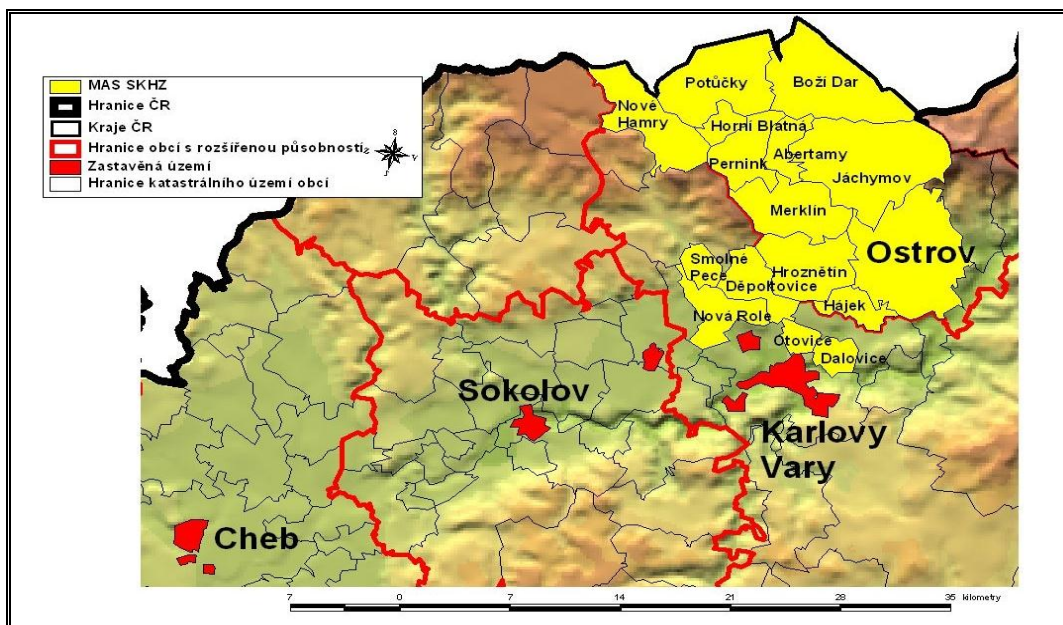 MAS SKHZ
Hranice ČR
Kraje ČR
Hranice obcí s rozšířenou působností
Zastavěná území
Hranice katastrálního území obcí
S
Z
V
J
Potůčky
Boží Dar
Nové
Hamry
Horní Blatná
Pernink
Abertamy
Jáchymov
Merklín
Ostrov
Smolné
Pece
Hroznětín
Děpoltovice
Hájek
Nová Role
Otovice
Dalovice
Sokolov
Karlovy
Vary
Cheb
7 0 7 14 21 28 35 kilometry